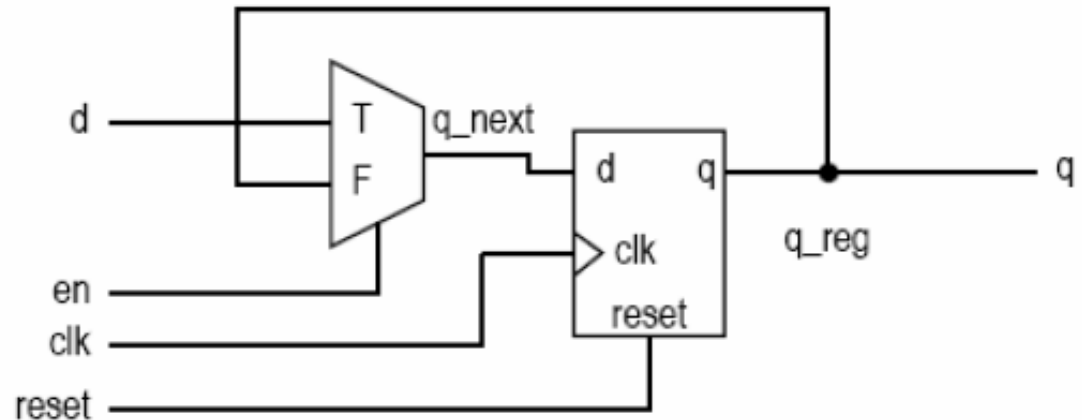 d
T
q_next
F
d
q
q
clk
q_reg
en
reset
clk
reset